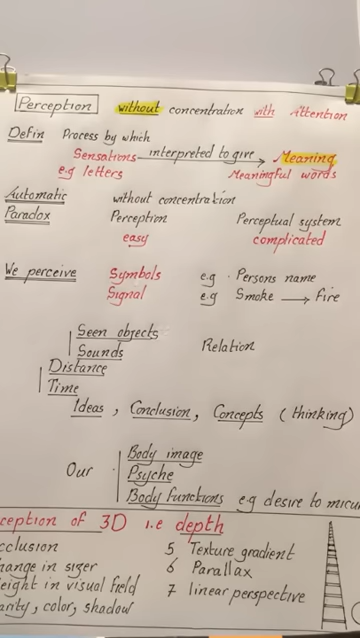 Perception without concentration with Attention
Defin Process by which
Sensations interpreted to give → Meaning
e.g letters Meaningful words
Automatic without concentration
Paradox Perception Perceptual system
easy complicated
We perceive Symbols e.g Persons name
Signal e.g Smoke → Fire
Seen objects
Sounds Relation
Distance
Time
Ideas, Conclusion, Concepts (thinking)
Body image
Our Psyche
Body functions e.g desire to micu
ception of 3D i.e depth
cclusion 5 Texture gradient
hange in sizer 6 Parallax
eight in visual field 7 linear perspective
arity, color, shadow